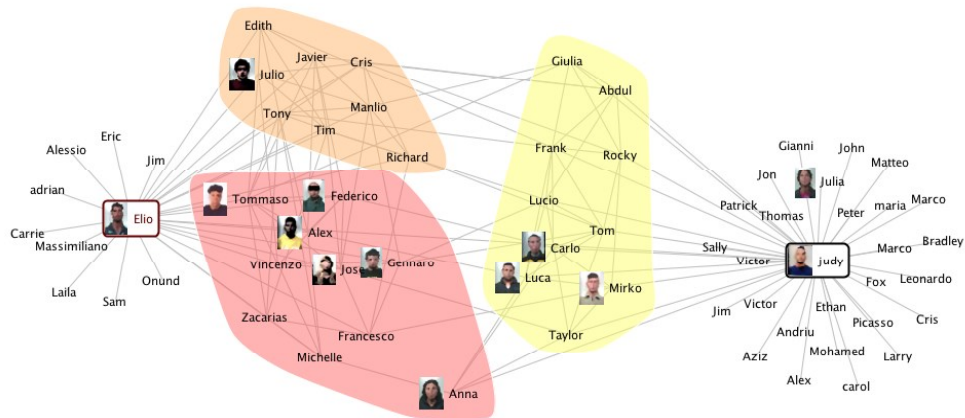 Edith
Javier
Cris
Julio
Tony
Manlio
Tim
Richard
Giulia
Abdul
Frank
Rocky
Lucio
Tom
Carlo
Luca
Mirko
Taylor
Eric
Alessio
Jim
adrian
Elio
Carrie
Massimiliano
Onund
Laila
Sam
Tommaso
Federico
Alex
Vincenzo
Jose
Gennaro
Zacarias
Francesco
Michelle
Anna
Gianni
John
Matteo
Jon
Julia
Patrick
Thomas
Peter
maria
Marco
Sally
Victor
judy
Marco
Bradley
Fox
Leonardo
Jim
Victor
Ethan
Picasso
Cris
Andriu
Aziz
Mohamed
Larry
Alex
carol